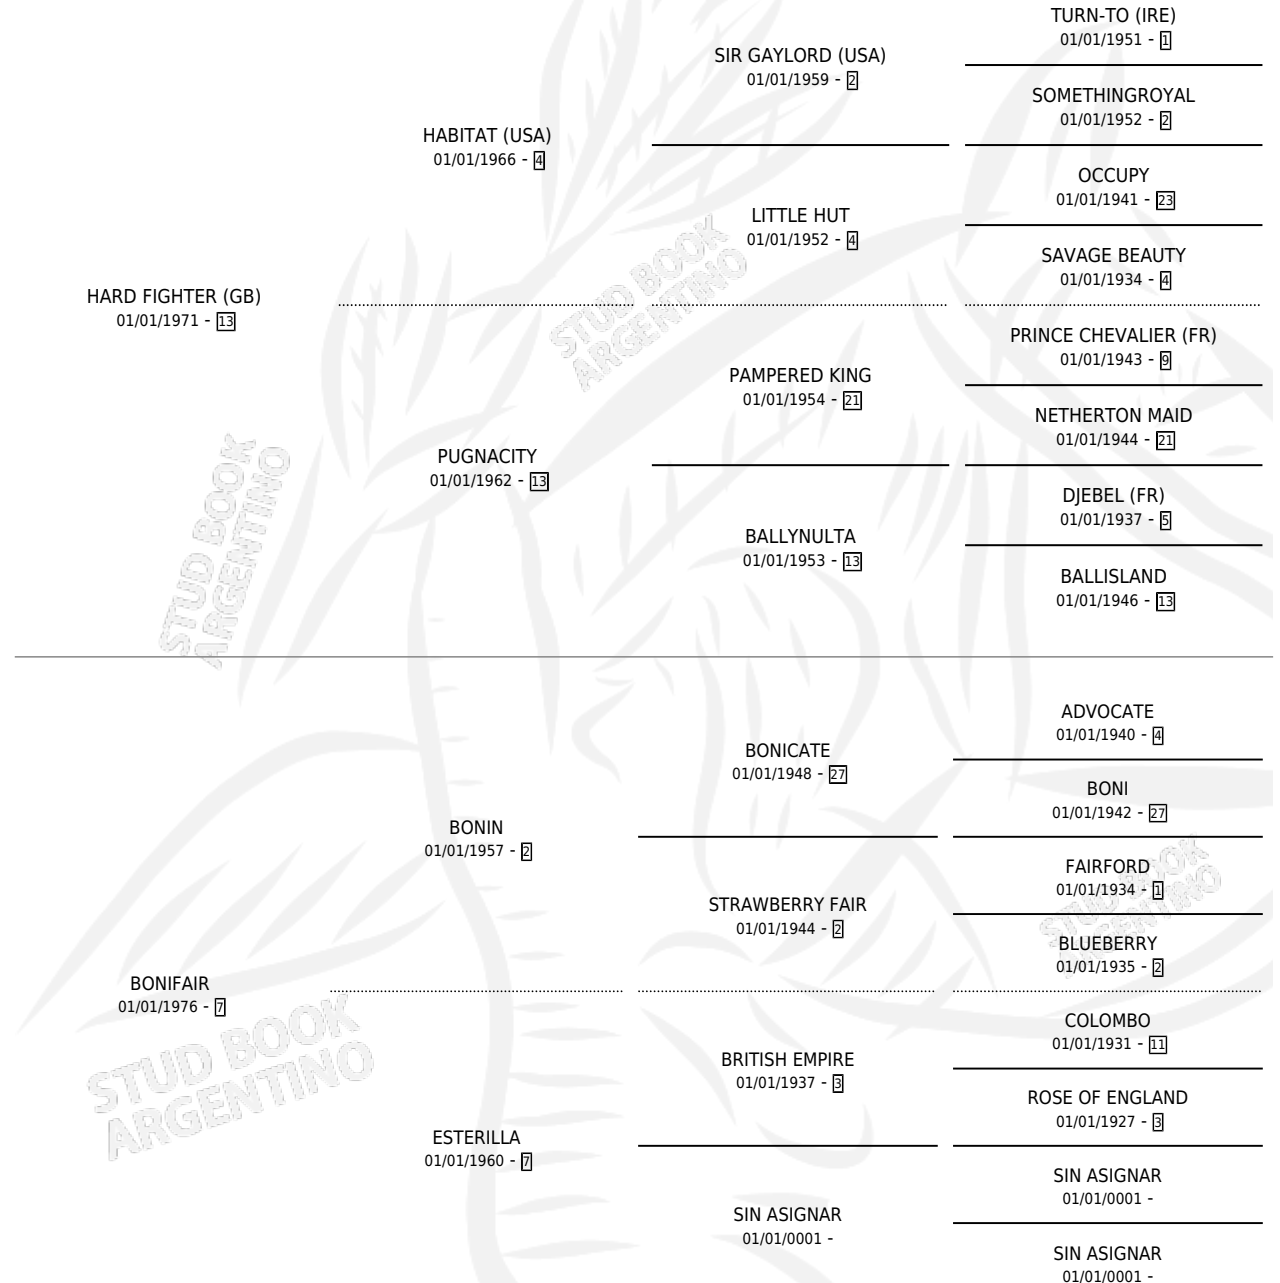 TURN-TO (IRE)
01/01/1951 - 1
SIR GAYLORD (USA)
01/01/1959 - 2
SOMETHINGROYAL
01/01/1952 - 2
HABITAT (USA)
01/01/1966 - 4
OCCUPY
01/01/1941 - 23
LITTLE HUT
01/01/1952 - 4
SAVAGE BEAUTY
01/01/1934 - 4
HARD FIGHTER (GB)
01/01/1971 - 13
STUD BOOK
ARGENTINO
PRINCE CHEVALIER (FR)
01/01/1943 - 9
PAMPERED KING
01/01/1954 - 21
NETHERTON MAID
01/01/1944 - 21
PUGNACITY
01/01/1962 - 13
DJEBEL (FR)
01/01/1937 - 5
BALLYNULTA
01/01/1953 - 13
BALLISLAND
01/01/1946 - 13
STUD BOOK
ARGENTINO
ADVOCATE
01/01/1940 - 4
BONICATE
01/01/1948 - 27
BONI
01/01/1942 - 27
BONIN
01/01/1957 - 2
FAIRFORD
01/01/1934 - 1
STRAWBERRY FAIR
01/01/1944 - 2
BLUEBERRY
01/01/1935 - 2
STUD BOOK
ARGENTINO
BONIFAIR
01/01/1976 - 7
COLOMBO
01/01/1931 - 11
BRITISH EMPIRE
01/01/1937 - 3
ROSE OF ENGLAND
01/01/1927 - 3
STUD BOOK
ARGENTINO
ESTERILLA
01/01/1960 - 7
SIN ASIGNAR
01/01/0001 -
SIN ASIGNAR
01/01/0001 -
SIN ASIGNAR
01/01/0001 -